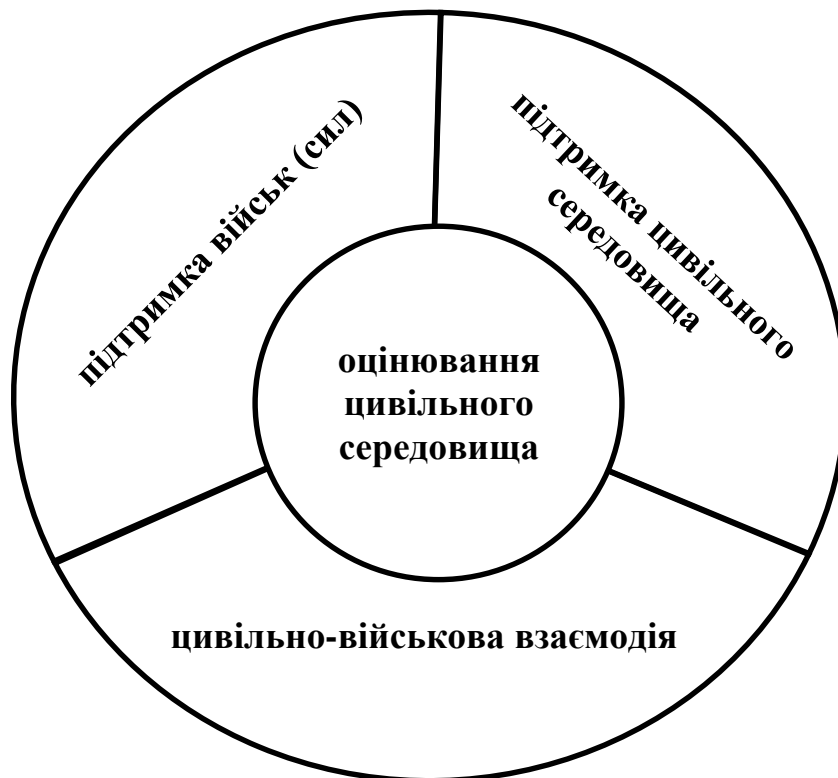 підтримка військ (сил)
підтримка цивільного
середовища
оцінювання
цивільного
середовища
цивільно-військова взаємодія